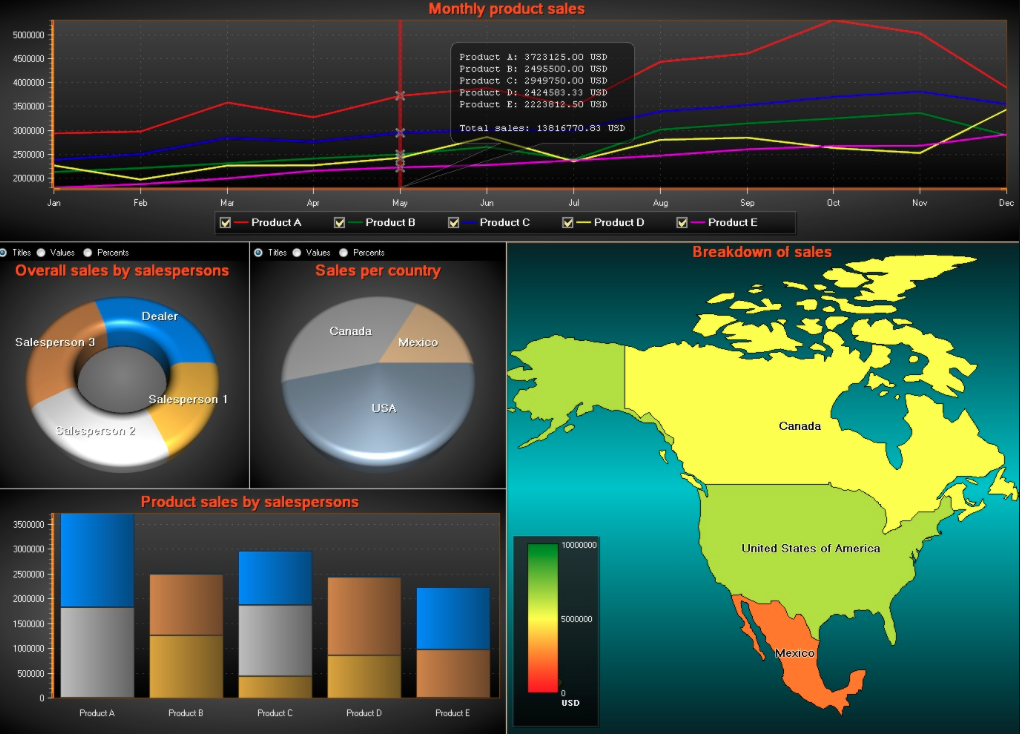 Monthly product sales
5000000
4500000
4000000
3500000
3000000
2500000
2000000
Product A: 3723125.00 USD
Product B: 2495500.00 USD
Product C: 2949750.00 USD
Product D: 2424583.33 USD
Product E: 2223812.50 USD
Total sales: 13816770.83 USD
Jan Feb Mar Apr May Jun Jul Aug Sep Oct Nov Dec
Product A Product B Product C Product D Product E
Titles Values Percents
Overall sales by salespersons
Dealer
Salesperson 3
Salesperson 1
Salesperson 2
Titles Values Percents
Sales per country
Canada
Mexico
USA
Product sales by salespersons
3500000
3000000
2500000
2000000
1500000
1000000
500000
0
Product A Product B Product C Product D Product E
Breakdown of sales
Canada
United States of America
Mexico
10000000
5000000
0
USD